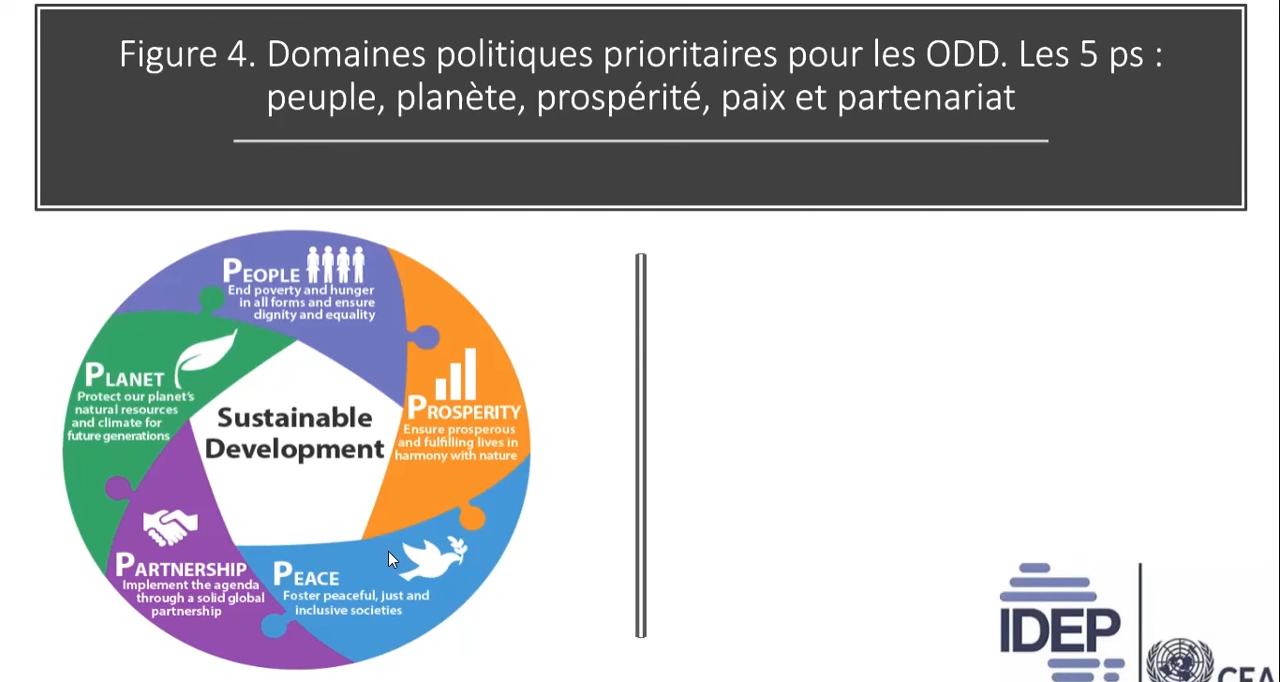 Figure 4. Domaines politiques prioritaires pour les ODD. Les 5 ps :
peuple, planète, prospérité, paix et partenariat
PEOPLE
End poverty and hunger
in all forms and ensure
dignity and equality
PLANET
Protect our planet's
natural resources
and climate for
future generations
PROSPERITY
Ensure prosperous
and fulfilling lives in
harmony with nature
Sustainable
Development
PARTNERSHIP
Implement the agenda
through a solid global
partnership
PEACE
Foster peaceful, just and
inclusive societies
IDEP
CEA